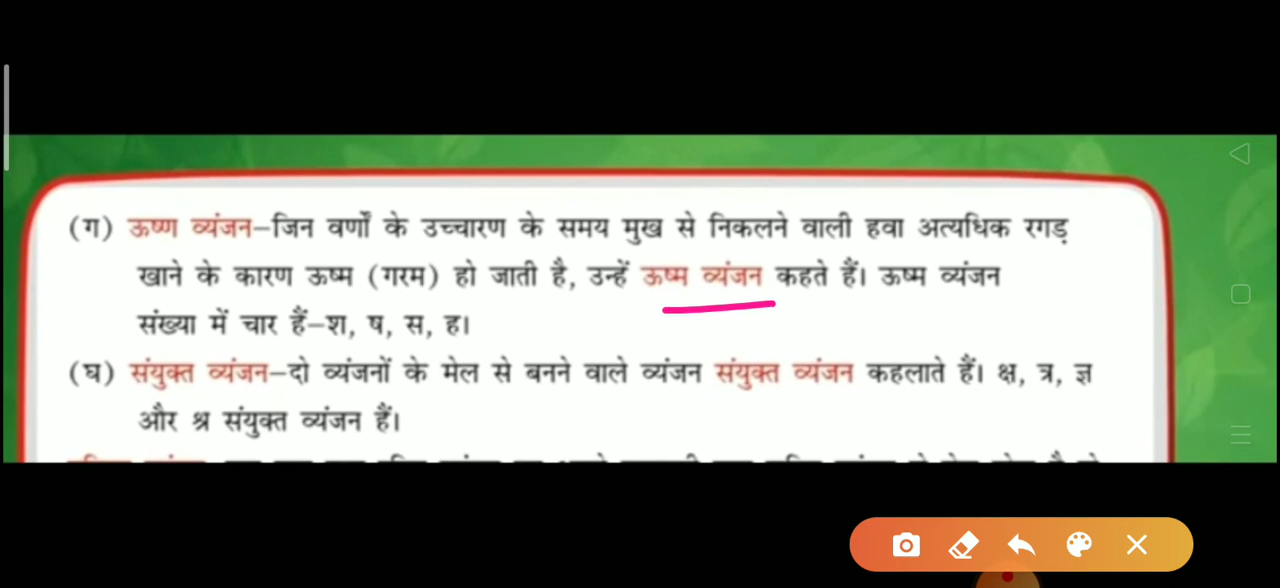 (ग) ऊष्ण व्यंजन–जिन वर्णों के उच्चारण के समय मुख से निकलने वाली हवा अत्यधिक रगड़
खाने के कारण ऊष्म (गरम) हो जाती है, उन्हें ऊष्म व्यंजन कहते हैं। ऊष्म व्यंजन
संख्या में चार हैं–श, ष, स, ह।
(घ) संयुक्त व्यंजन–दो व्यंजनों के मेल से बनने वाले व्यंजन संयुक्त व्यंजन कहलाते हैं। क्ष, त्र, ज्ञ
और श्र संयुक्त व्यंजन हैं।